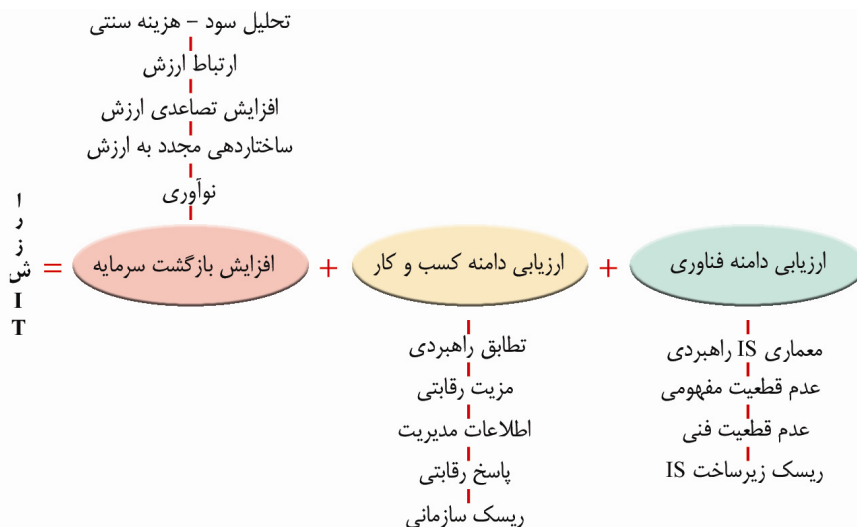 تحلیل سود – هزینه سنتی
ارتباط ارزش
افزایش تصاعدی ارزش
ساختاردهی مجدد به ارزش
نوآوری
ارزش IT
=
افزایش بازگشت سرمایه
+
ارزیابی دامنه کسب و کار
+
ارزیابی دامنه فناوری
تطابق راهبردی
مزیت رقابتی
اطلاعات مدیریت
پاسخ رقابتی
ریسک سازمانی
معماری IS راهبردی
عدم قطعیت مفهومی
عدم قطعیت فنی
ریسک زیرساخت IS